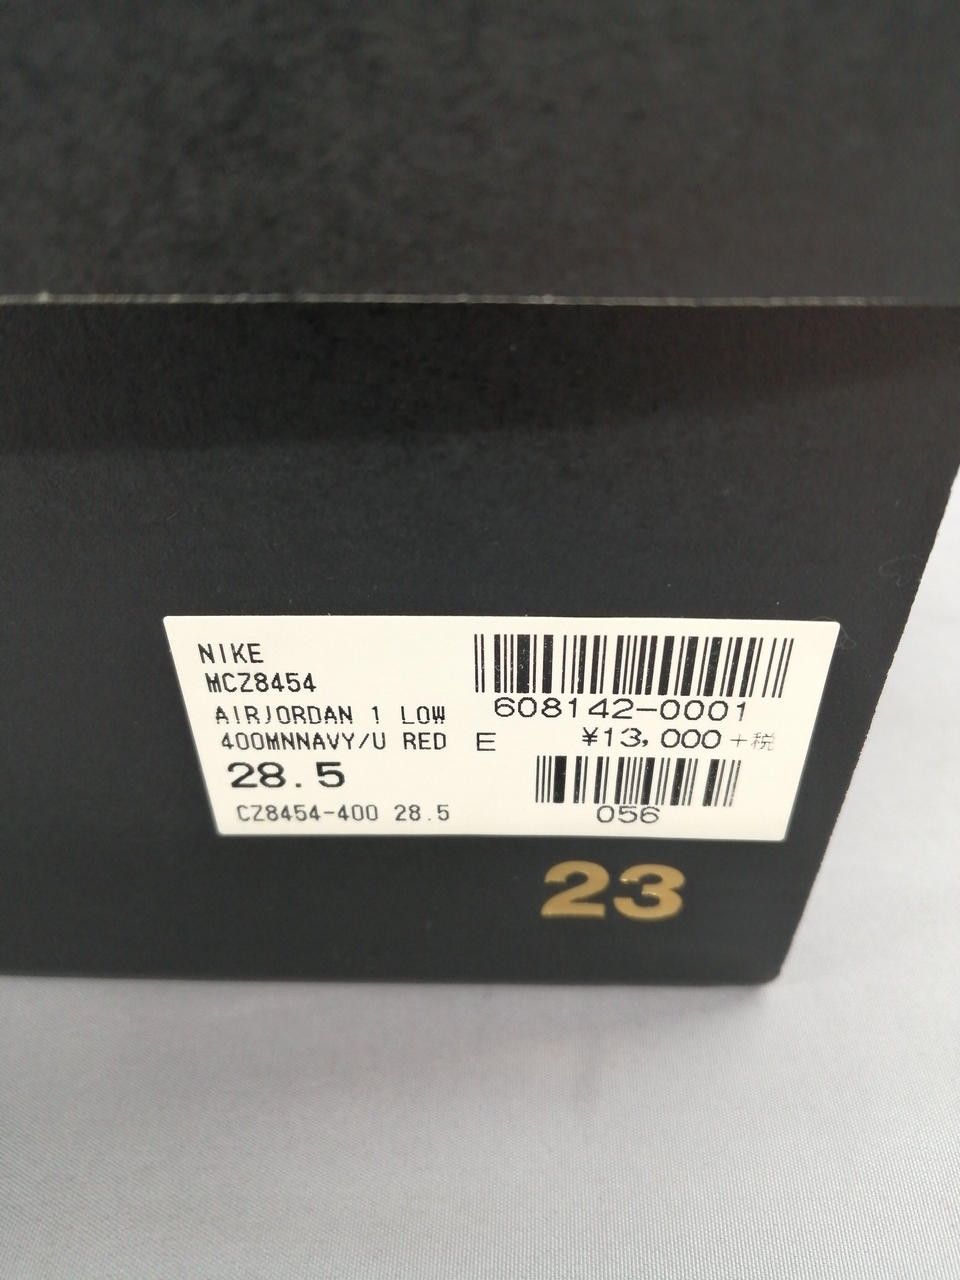 NIKE
MCZ8454
AIRJORDAN 1 LOW
400MNNAVY/U RED E
28.5
CZ8454-400 28.5
608142-0001
¥13,000+税
056
23